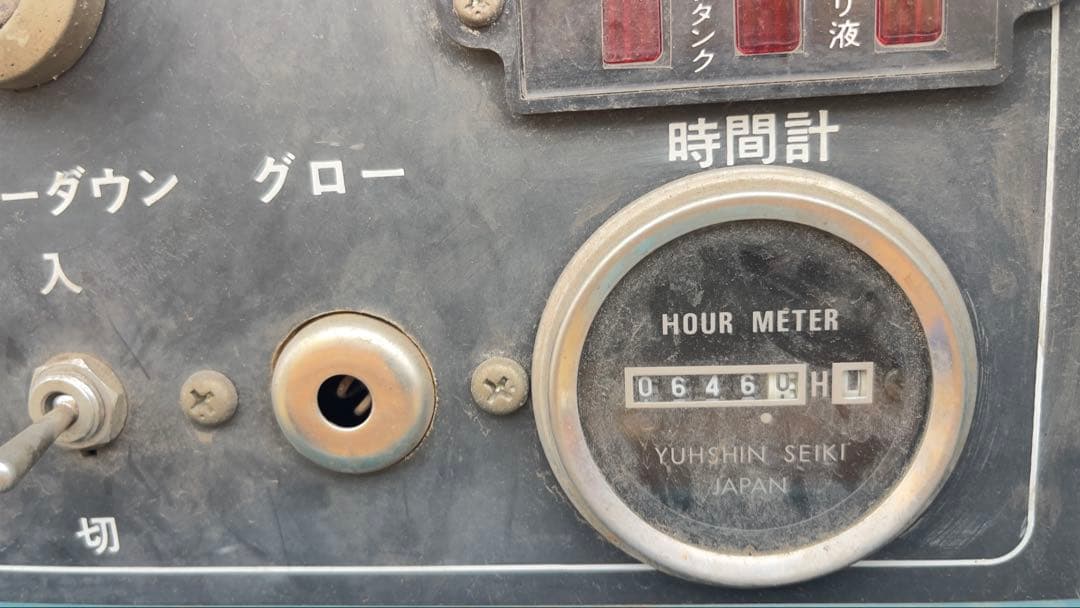 タンク
リ液
時間計
ーダウン
グロー
入
HOUR METER
0646 H
YUHSHIN SEIKI
JAPAN
切